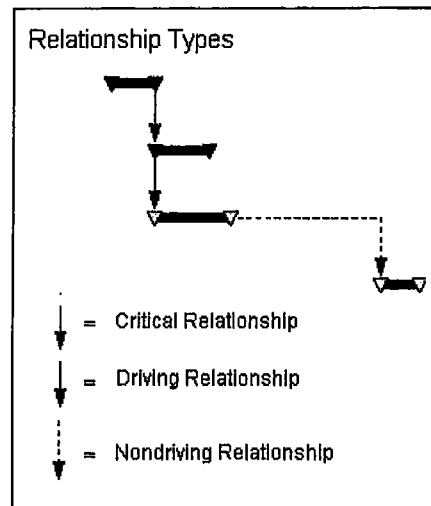 Relationship Types
= Critical Relationship
= Driving Relationship
= Nondriving Relationship